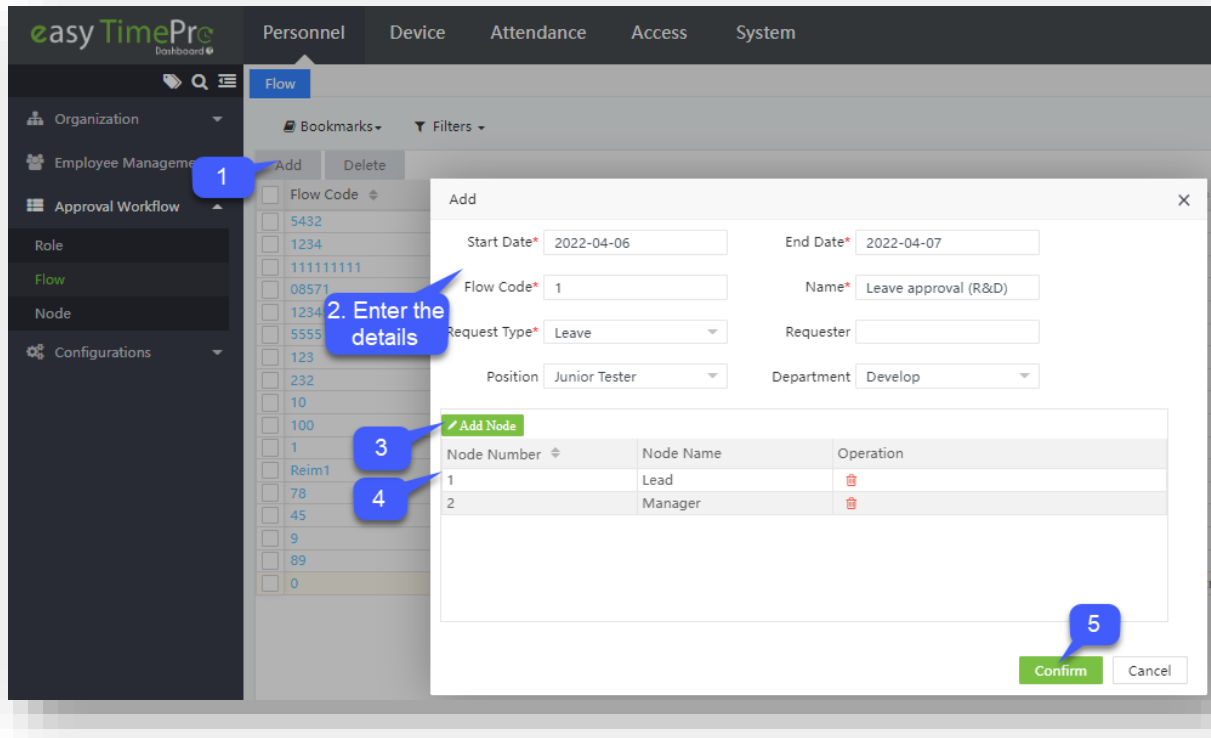 easy TimePro
Dashboard
Personnel Device Attendance Access System
Flow
Organization
Bookmarks Filters
Employee Manageme
1
Add Delete
Approval Workflow
Role
Flow
Node
Configurations
Flow Code
5432
1234
111111111
08571
1234
5555
123
232
10
100
1
Reim1
78
45
9
89
0
Add
Start Date* 2022-04-06 End Date* 2022-04-07
Flow Code* 1 Name* Leave approval (R&D)
2. Enter the
details
Request Type* Leave Requester
Position Junior Tester Department Develop
3
Add Node
Node Number Node Name Operation
4
1 Lead
2 Manager
5
Confirm Cancel